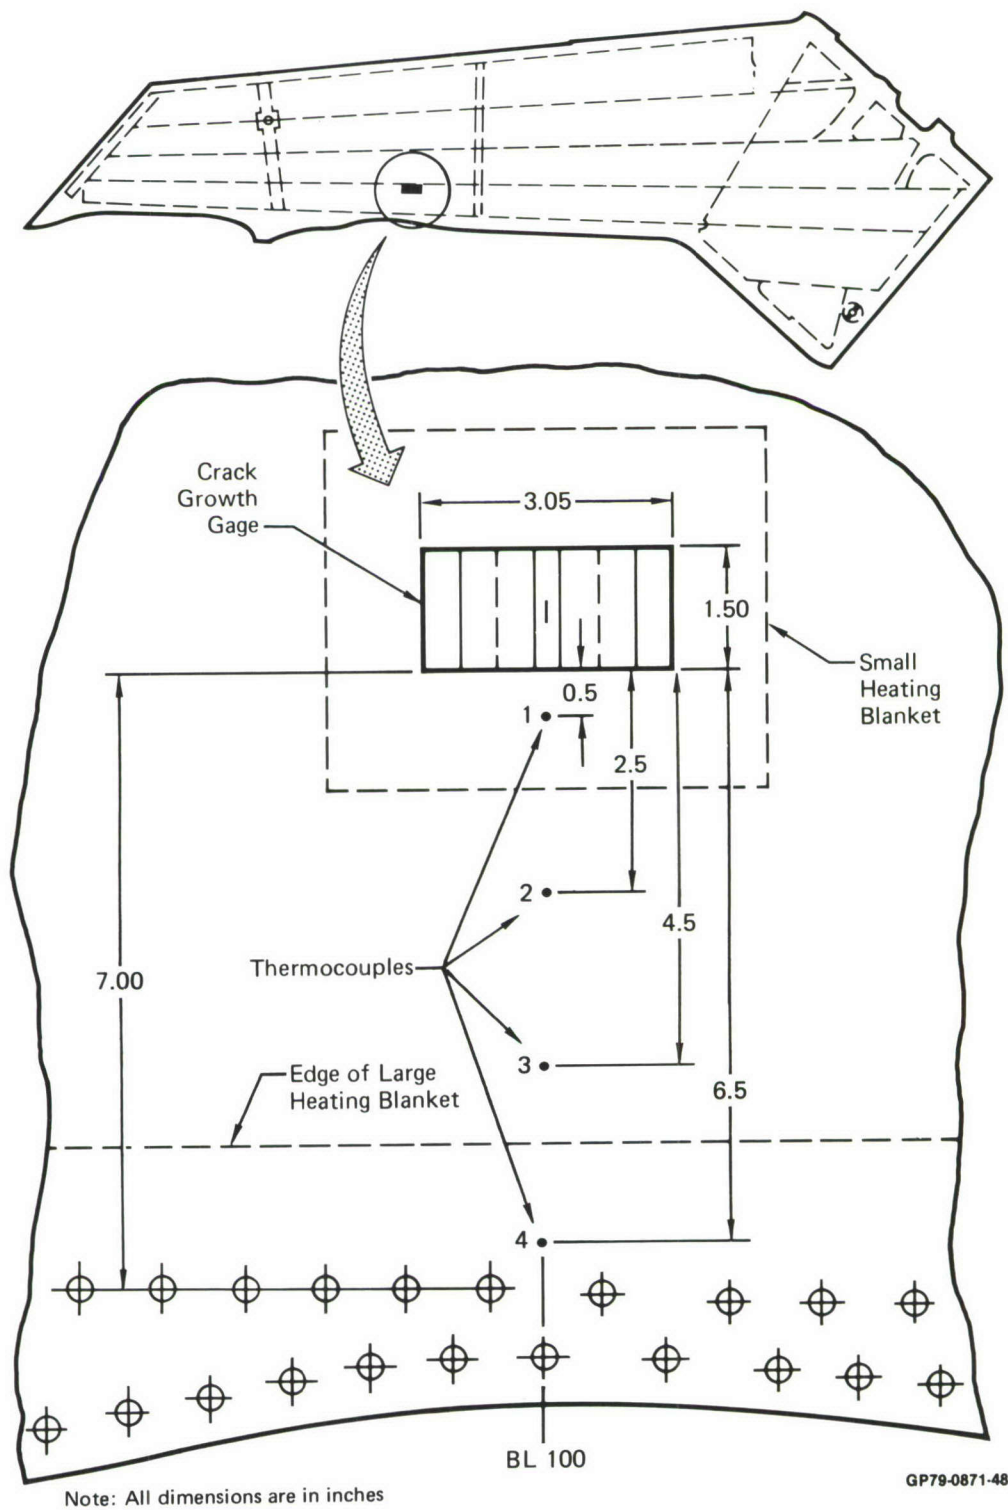 Crack
Growth
Gage
3.05
1.50
Small
Heating
Blanket
0.5
1
2.5
2
4.5
Thermocouples
7.00
3
Edge of Large
Heating Blanket
6.5
4
BL 100
Note: All dimensions are in inches
GP79-0871-48